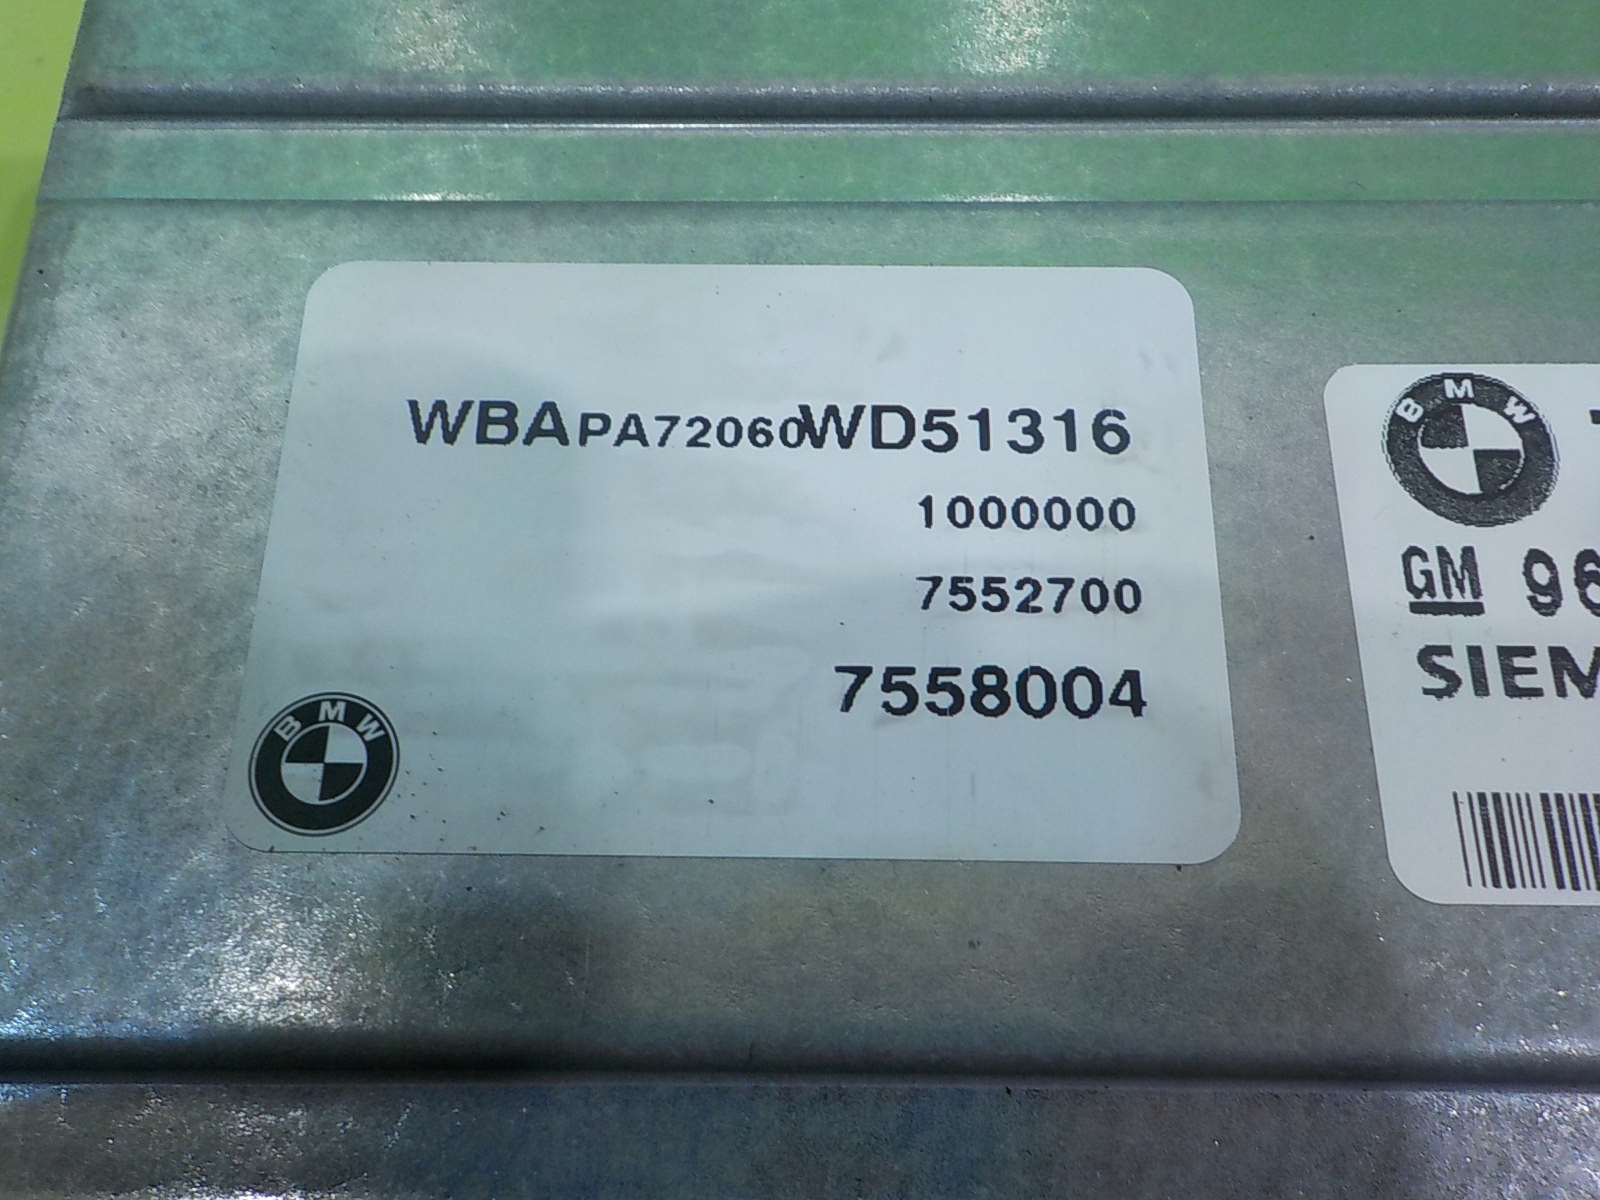 WBAPA72060WD51316
1000000
7552700
7558004
BMW
BMW
GM 96
SIEM